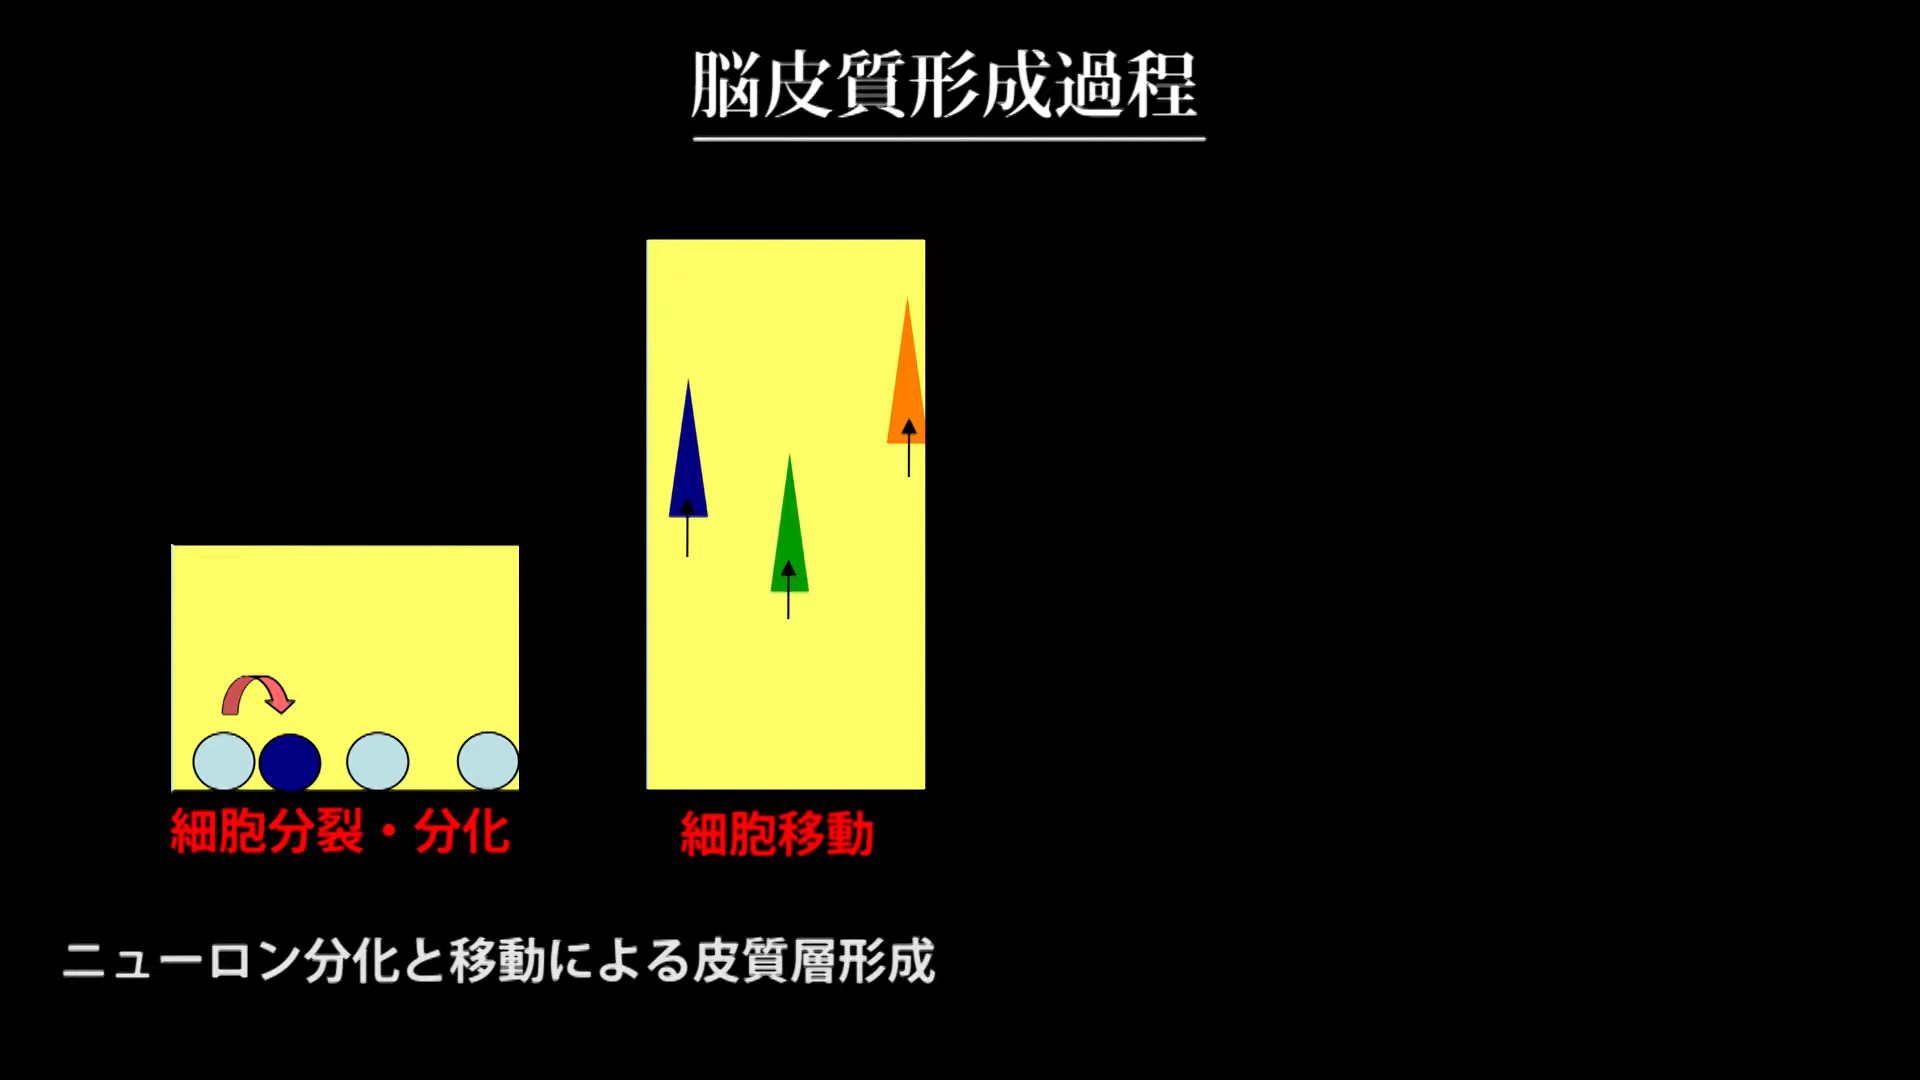 脳皮質形成過程
細胞分裂・分化
細胞移動
ニューロン分化と移動による皮質層形成